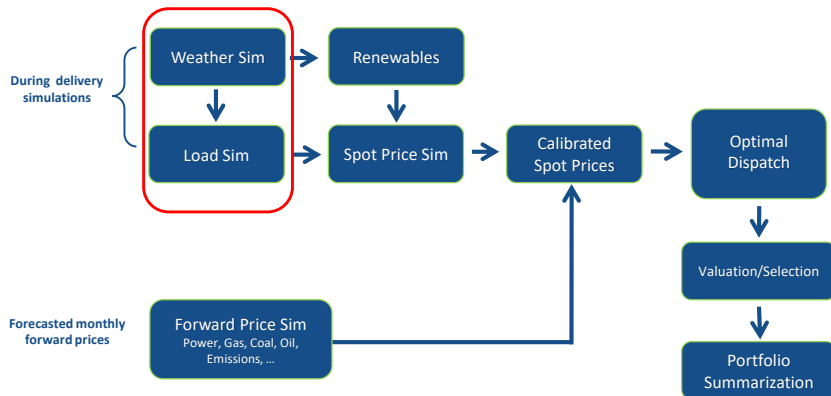 Weather Sim
Renewables
During delivery
simulations
Load Sim
Spot Price Sim
Calibrated
Spot Prices
Optimal
Dispatch
Valuation/Selection
Forecasted monthly
forward prices
Forward Price Sim
Power, Gas, Coal, Oil,
Emissions, ...
Portfolio
Summarization